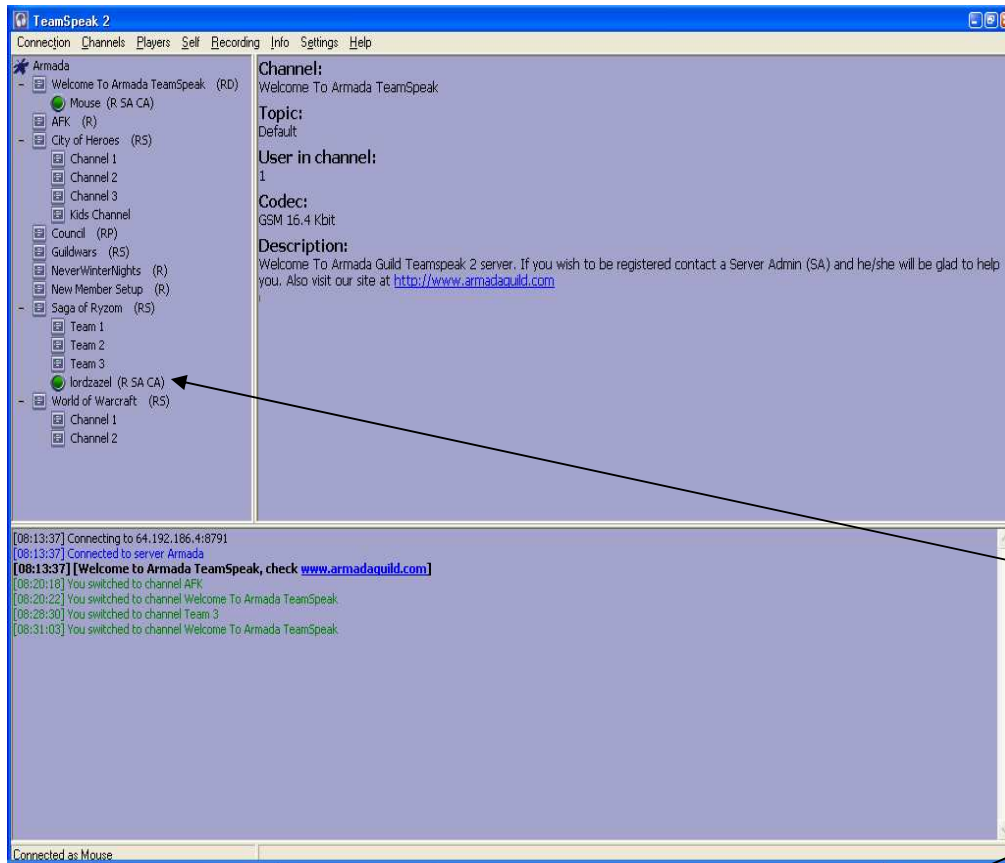 TeamSpeak 2
Connection Channels Players Self Recording Info Settings Help
Armada
Welcome To Armada TeamSpeak (RD)
Mouse (R SA CA)
AFK (R)
City of Heroes (RS)
Channel 1
Channel 2
Channel 3
Kids Channel
Council (RP)
Guildwars (RS)
NeverWinterNights (R)
New Member Setup (R)
Saga of Ryzom (RS)
Team 1
Team 2
Team 3
lordzazel (R SA CA)
World of Warcraft (RS)
Channel 1
Channel 2
Channel:
Welcome To Armada TeamSpeak
Topic:
Default
User in channel:
1
Codec:
GSM 16.4 Kbit
Description:
Welcome To Armada Guild Teamspeak 2 server. If you wish to be registered contact a Server Admin (SA) and he/she will be glad to help
you. Also visit our site at http://www.armadaguild.com
[08:13:37] Connecting to 64.192.186.4:8791
[08:13:37] Connected to server Armada
[08:13:37] [Welcome to Armada TeamSpeak, check www.armadaguild.com]
[08:20:18] You switched to channel AFK
[08:20:22] You switched to channel Welcome To Armada TeamSpeak
[08:28:30] You switched to channel Team 3
[08:31:03] You switched to channel Welcome To Armada TeamSpeak
Connected as Mouse